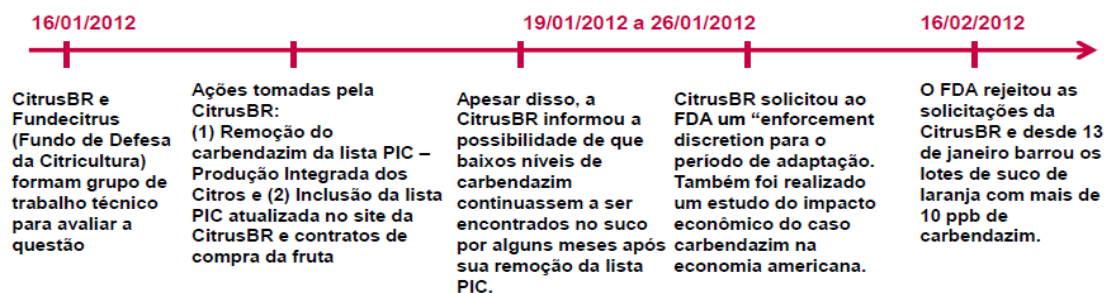 16/01/2012
19/01/2012 a 26/01/2012
16/02/2012
CitrusBR e
Fundecitrus
(Fundo de Defesa
da Citricultura)
formam grupo de
trabalho técnico
para avaliar a
questão
Ações tomadas pela
CitrusBR:
(1) Remoção do
carbendazim da lista PIC –
Produção Integrada dos
Citros e (2) Inclusão da lista
PIC atualizada no site da
CitrusBR e contratos de
compra da fruta
Apesar disso, a
CitrusBR informou a
possibilidade de que
baixos níveis de
carbendazim
continuassem a ser
encontrados no suco
por alguns meses após
sua remoção da lista
PIC.
CitrusBR solicitou ao
FDA um “enforcement
discretion para o
período de adaptação.
Também foi realizado
um estudo do impacto
econômico do caso
carbendazim na
economia americana.
O FDA rejeitou as
solicitações da
CitrusBR e desde 13
de janeiro barrou os
lotes de suco de
laranja com mais de
10 ppb de
carbendazim.